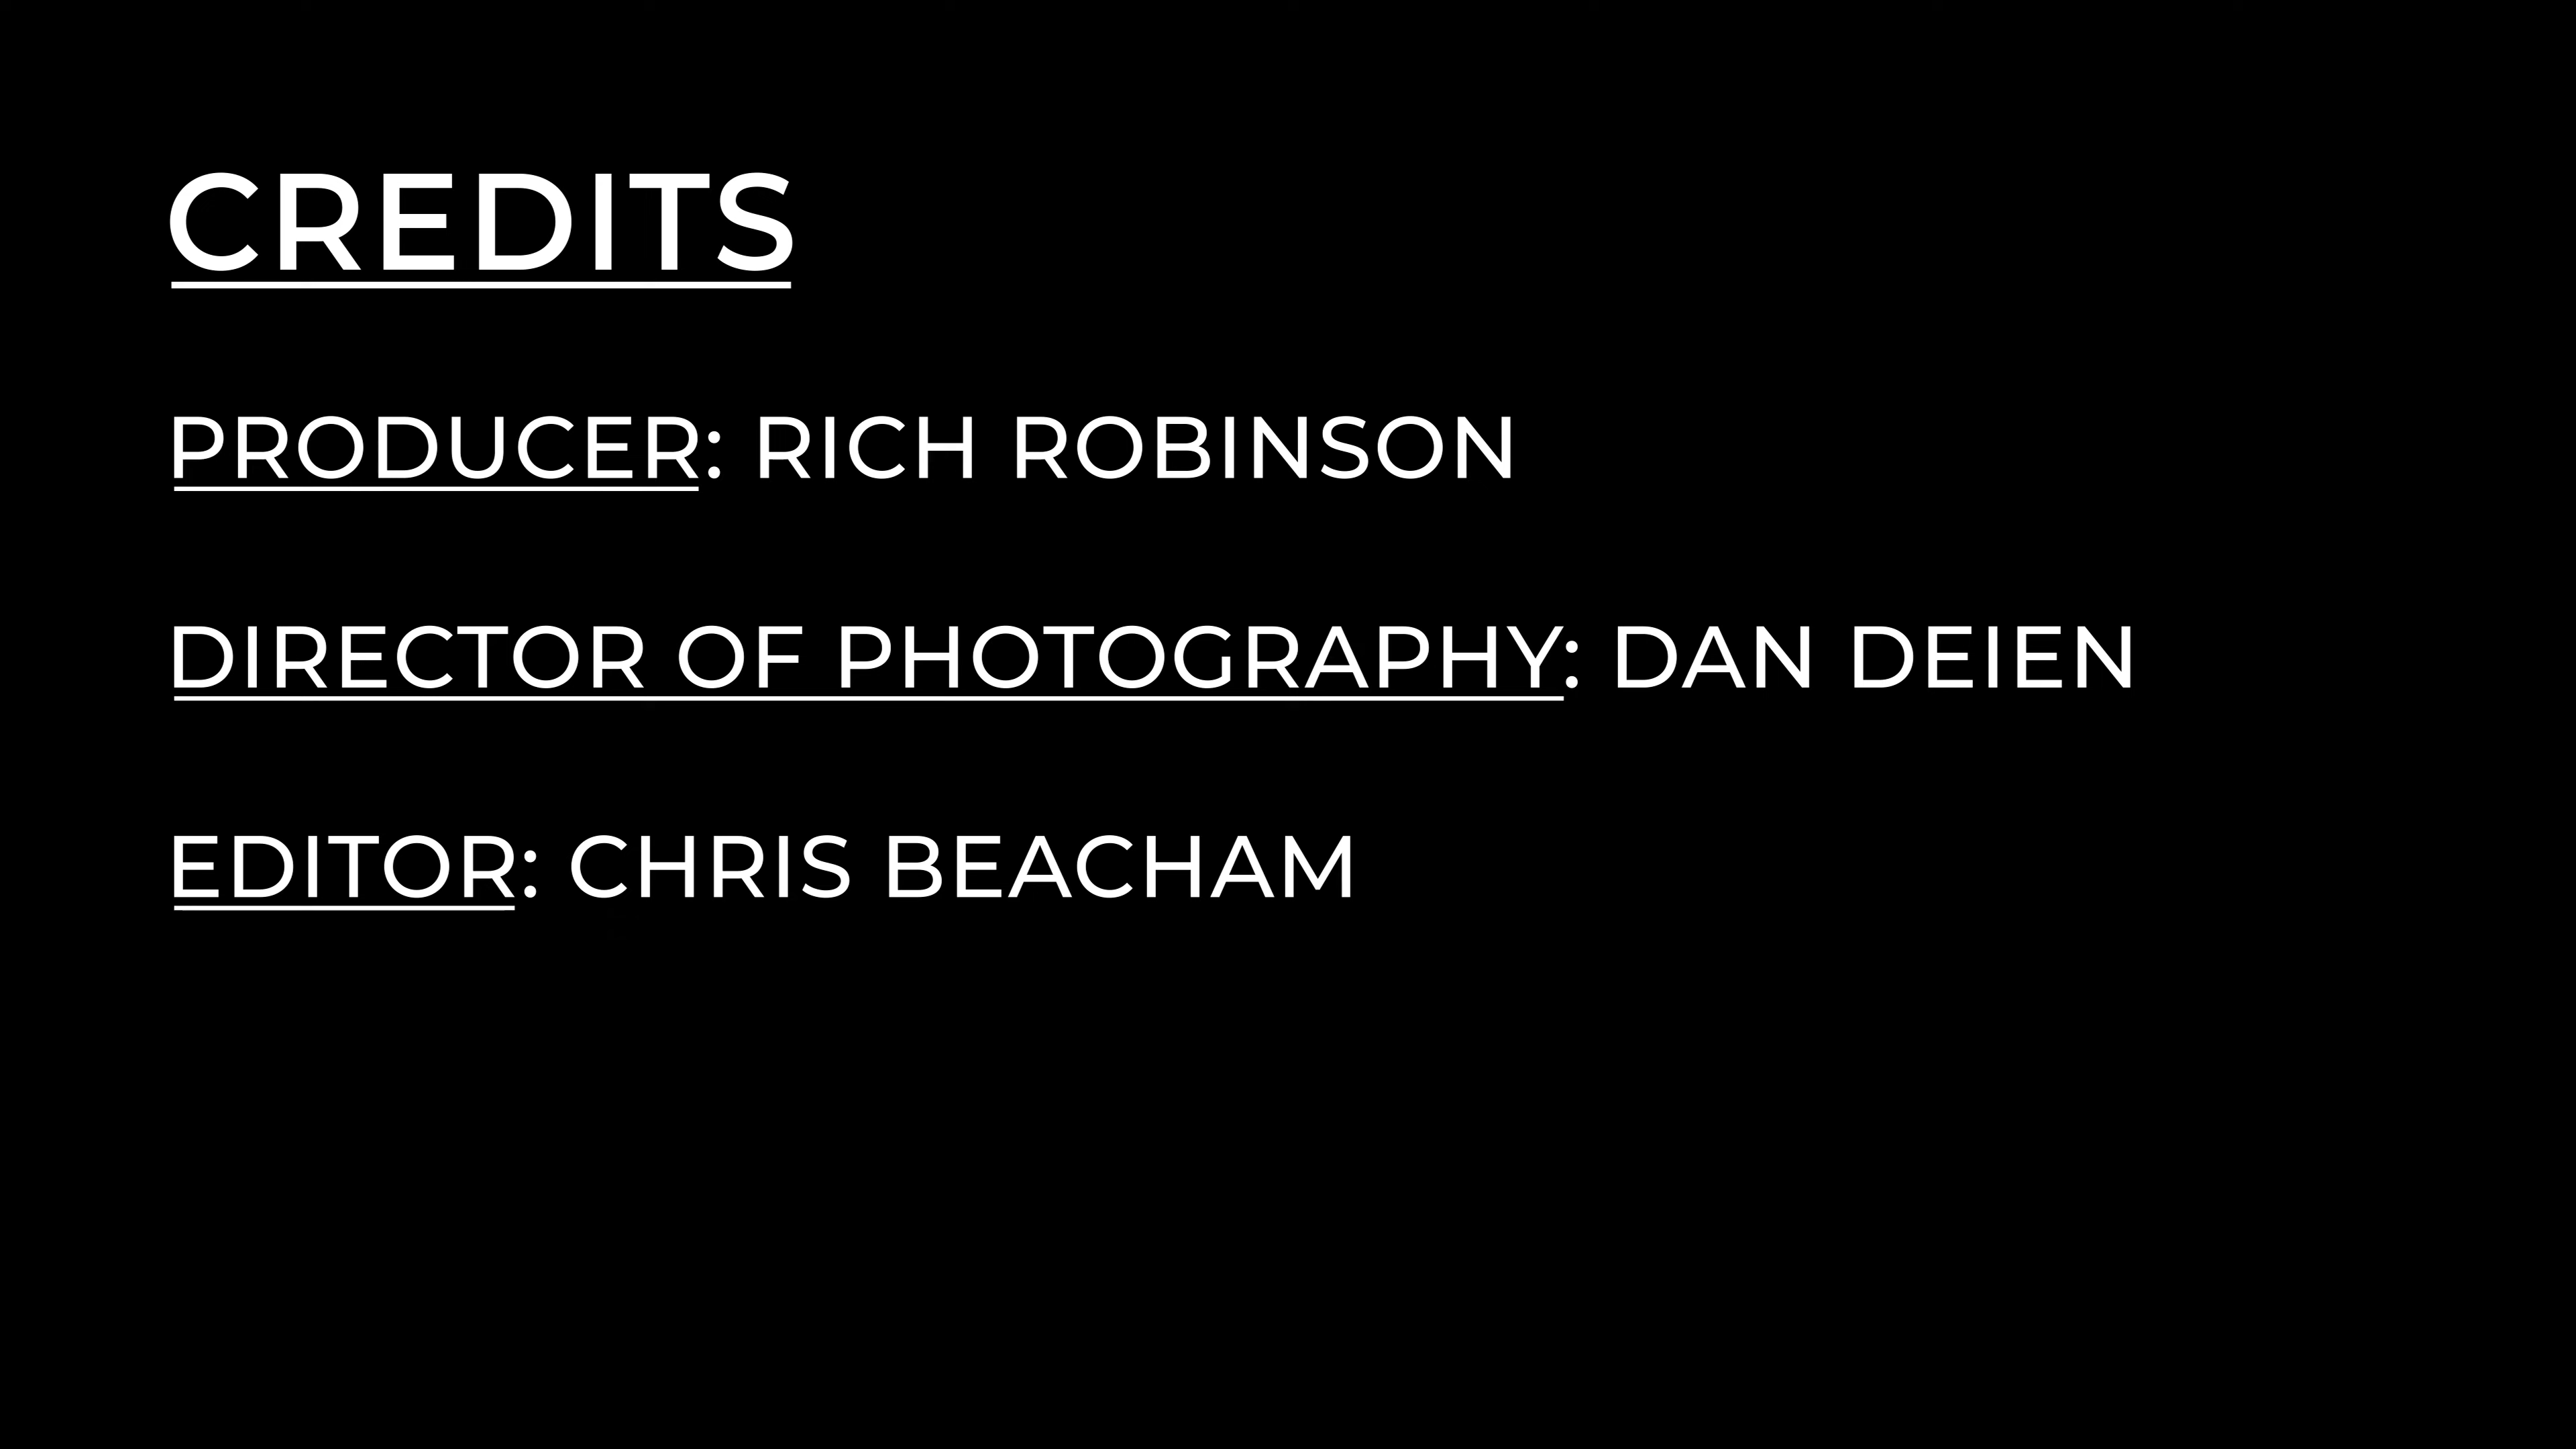 CREDITS
PRODUCER: RICH ROBINSON
DIRECTOR OF PHOTOGRAPHY: DAN DEIEN
EDITOR: CHRIS BEACHAM